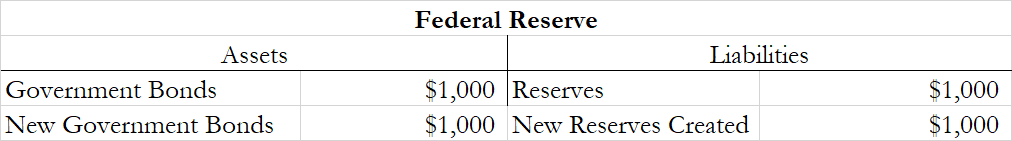 Federal Reserve
Assets Liabilities
Government Bonds $1,000 Reserves $1,000
New Government Bonds $1,000 New Reserves Created $1,000